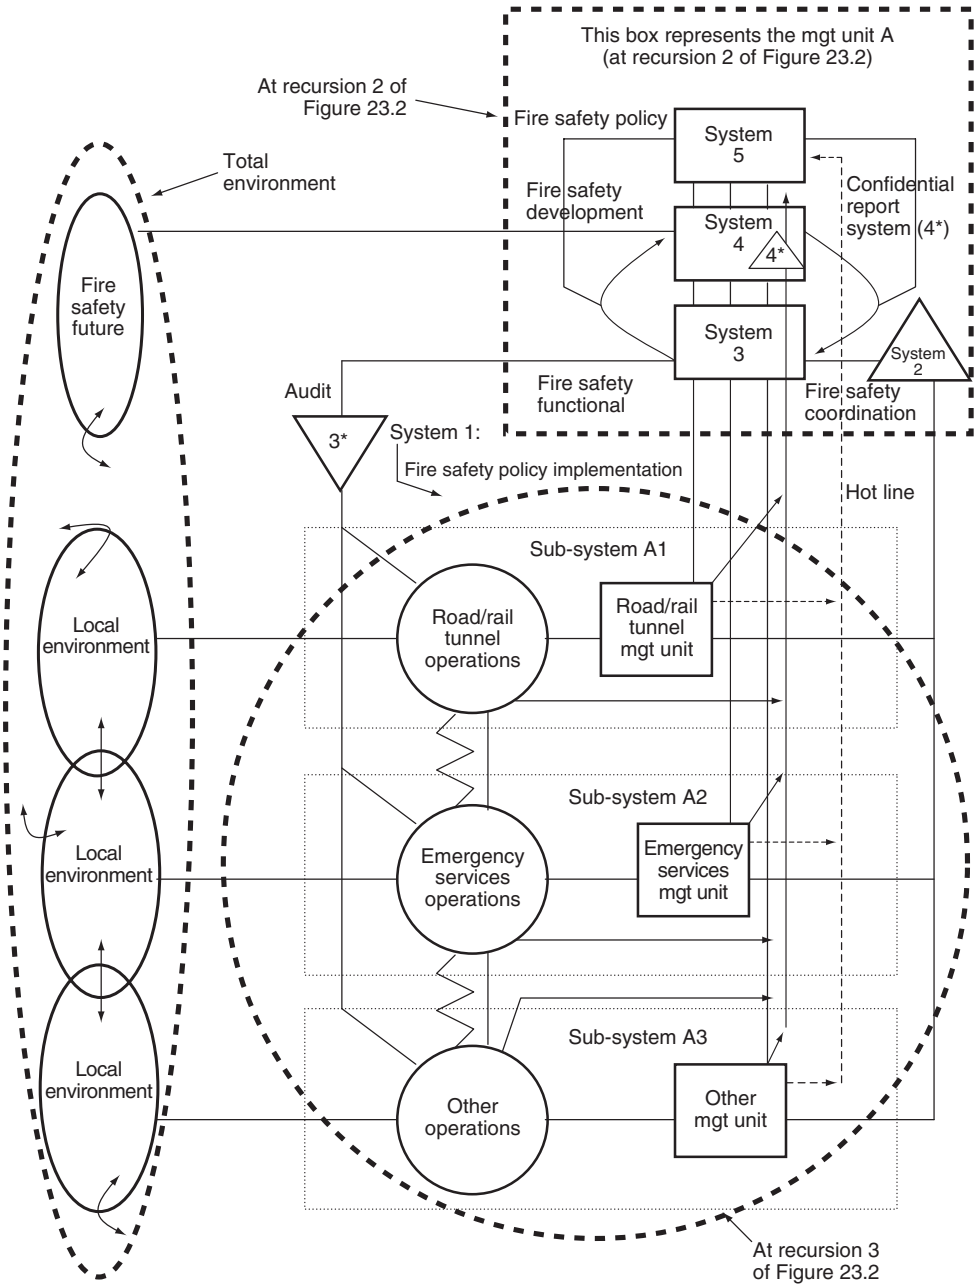 This box represents the mgt unit A
(at recursion 2 of Figure 23.2)
At recursion 2 of
Figure 23.2
Fire safety policy
System
5
Total
environment
Fire safety
development
Confidential
report
system (4*)
System
4
4*
Fire
safety
future
System
3
System
2
Audit
Fire safety
functional
Fire safety
coordination
3*
System 1:
Fire safety policy implementation
Hot line
Sub-system A1
Local
environment
Road/rail
tunnel
operations
Road/rail
tunnel
mgt unit
Sub-system A2
Local
environment
Emergency
services
operations
Emergency
services
mgt unit
Sub-system A3
Local
environment
Other
operations
Other
mgt unit
At recursion 3
of Figure 23.2